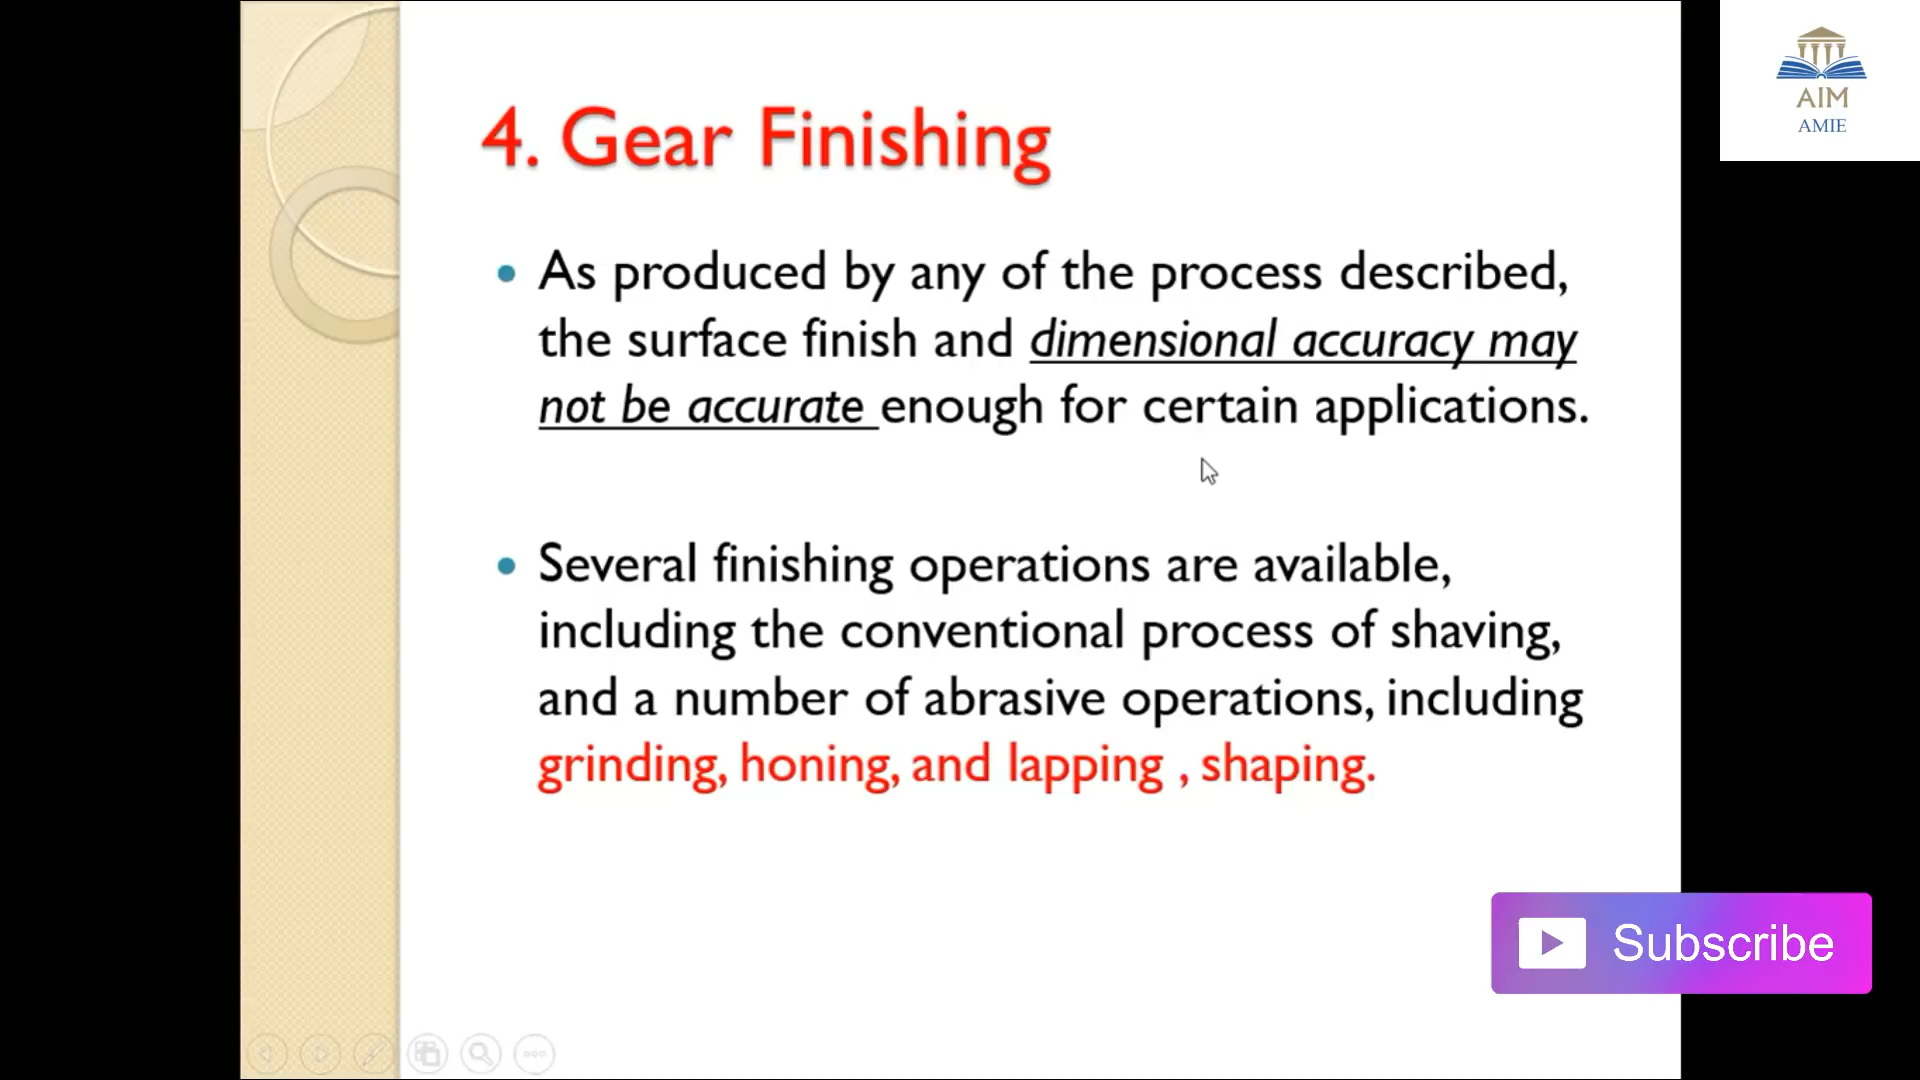 4. Gear Finishing
• As produced by any of the process described,
the surface finish and dimensional accuracy may
not be accurate enough for certain applications.
• Several finishing operations are available,
including the conventional process of shaving,
and a number of abrasive operations, including
grinding, honing, and lapping , shaping.
AIM
AMIE
Subscribe